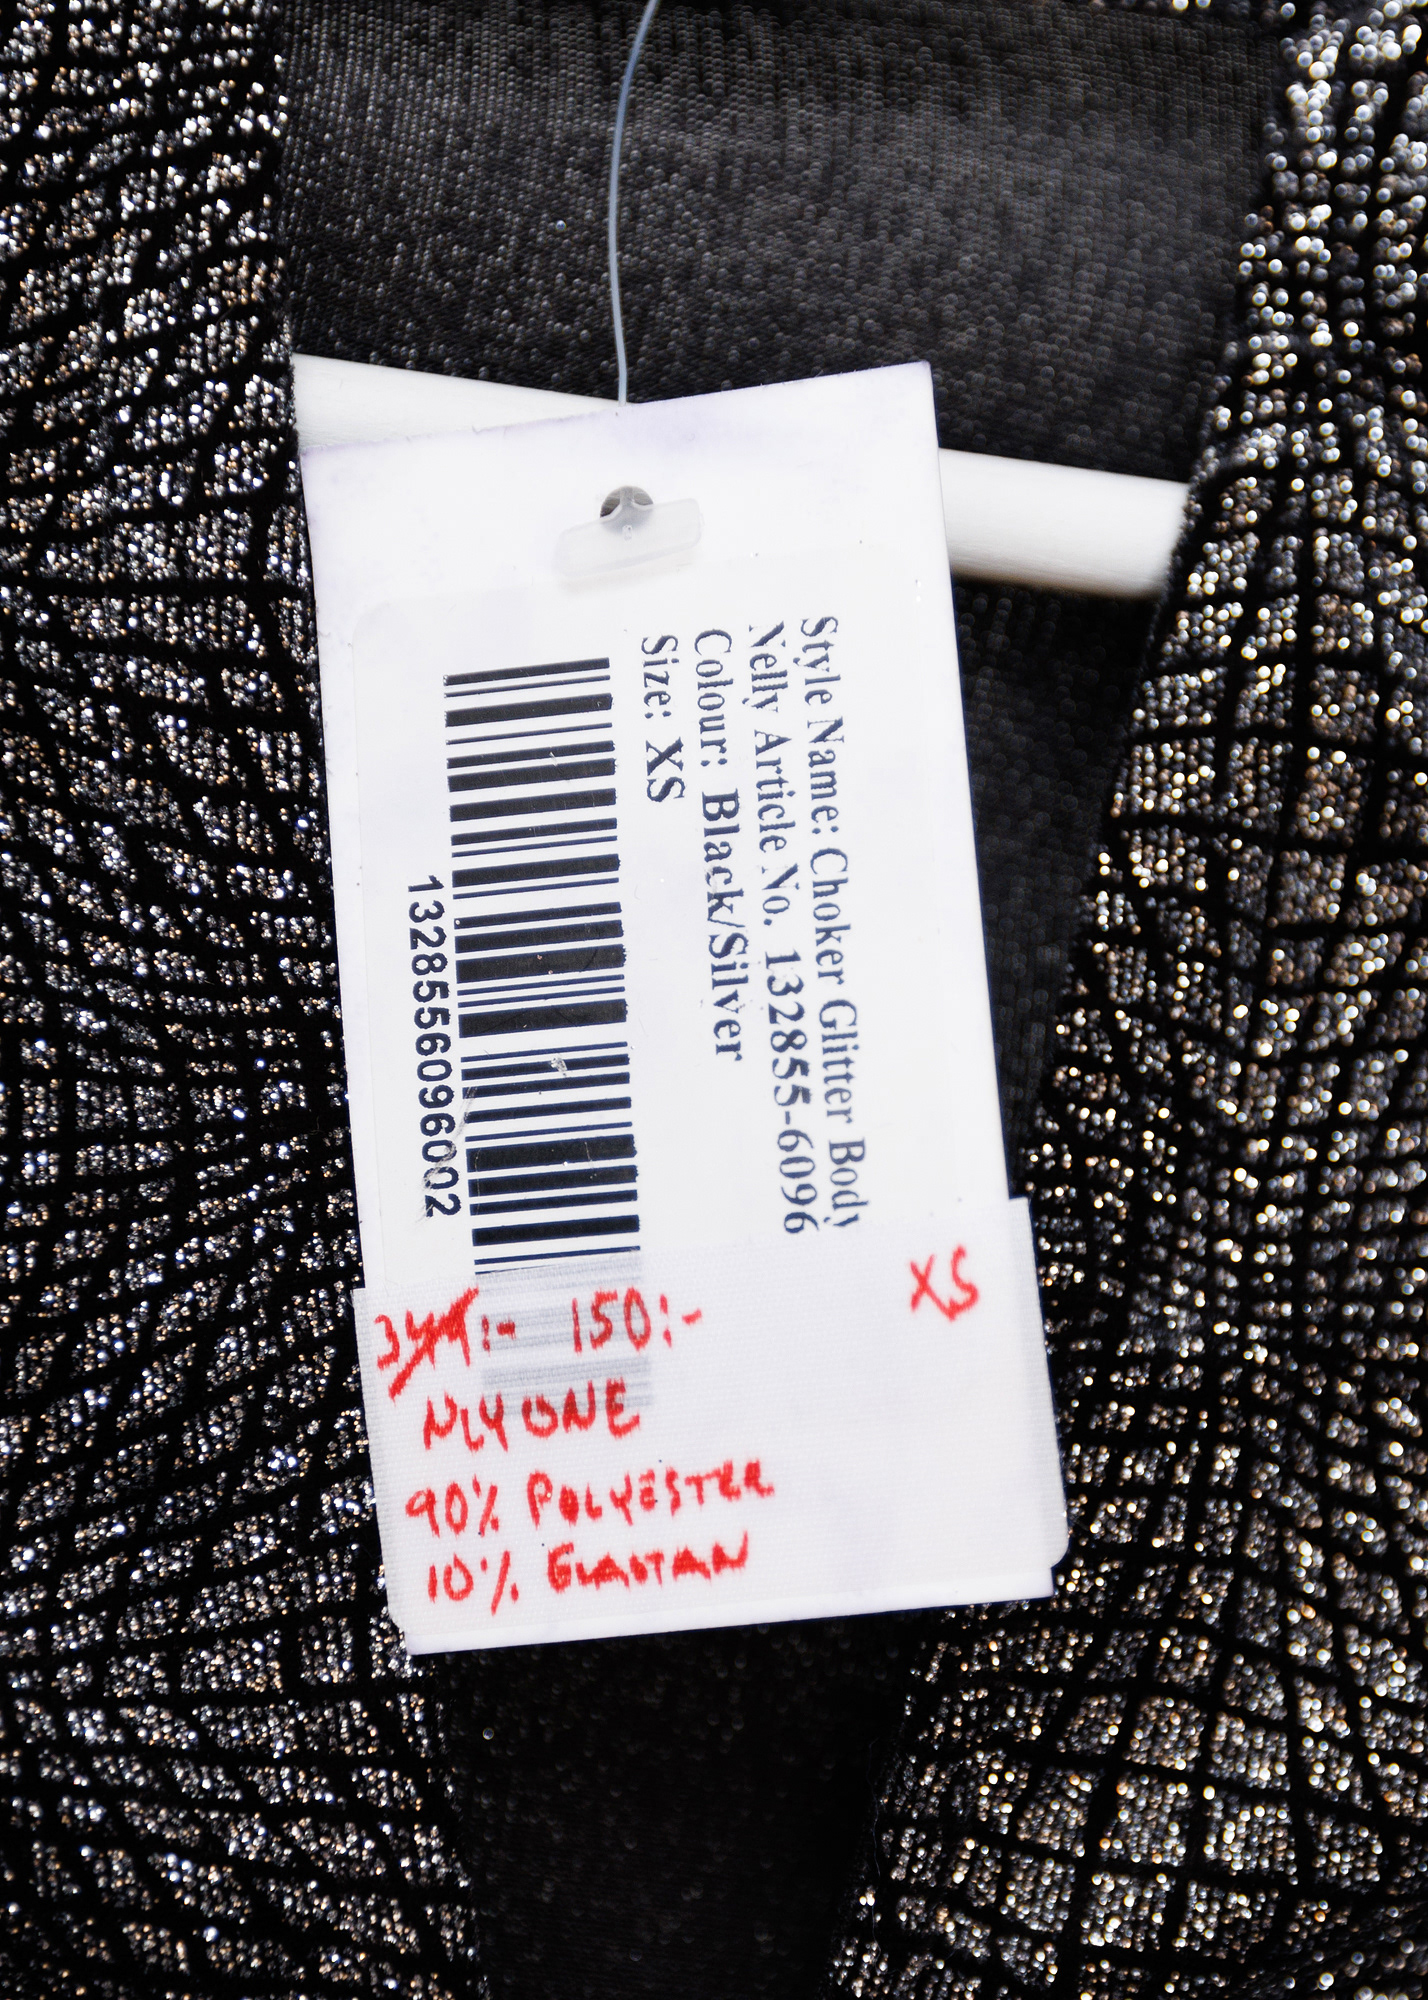 Style Name: Choker Glitter Body
Nelly Article No. 132855-6096
Colour: Black/Silver
Size: XS
1328556096002
XS
349:- 150:-
NLY ONE
90% POLYESTER
10% ELASTAN